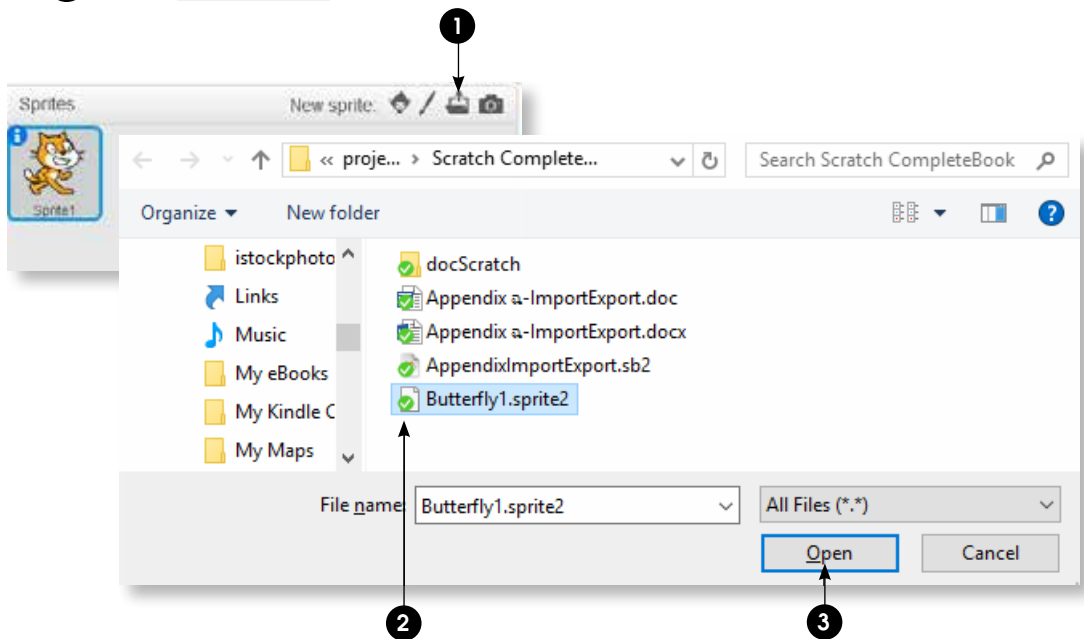 1
Sprites New sprite:
Sprite1
« proje... › Scratch Complete... Search Scratch CompleteBook
Organize New folder
istockphoto
Links
Music
My eBooks
My Kindle C
My Maps
docScratch
Appendix a-ImportExport.doc
Appendix a-ImportExport.docx
AppendixImportExport.sb2
Butterfly1.sprite2
File name: Butterfly1.sprite2 All Files (*.*)
Open Cancel
2 3